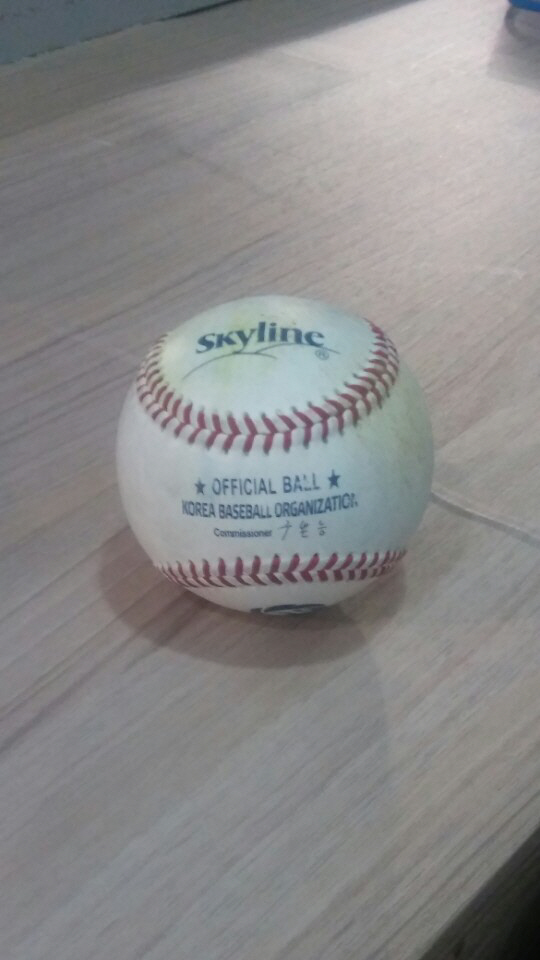 skyline®
★ OFFICIAL BALL ★
KOREA BASEBALL ORGANIZATION
Commissioner